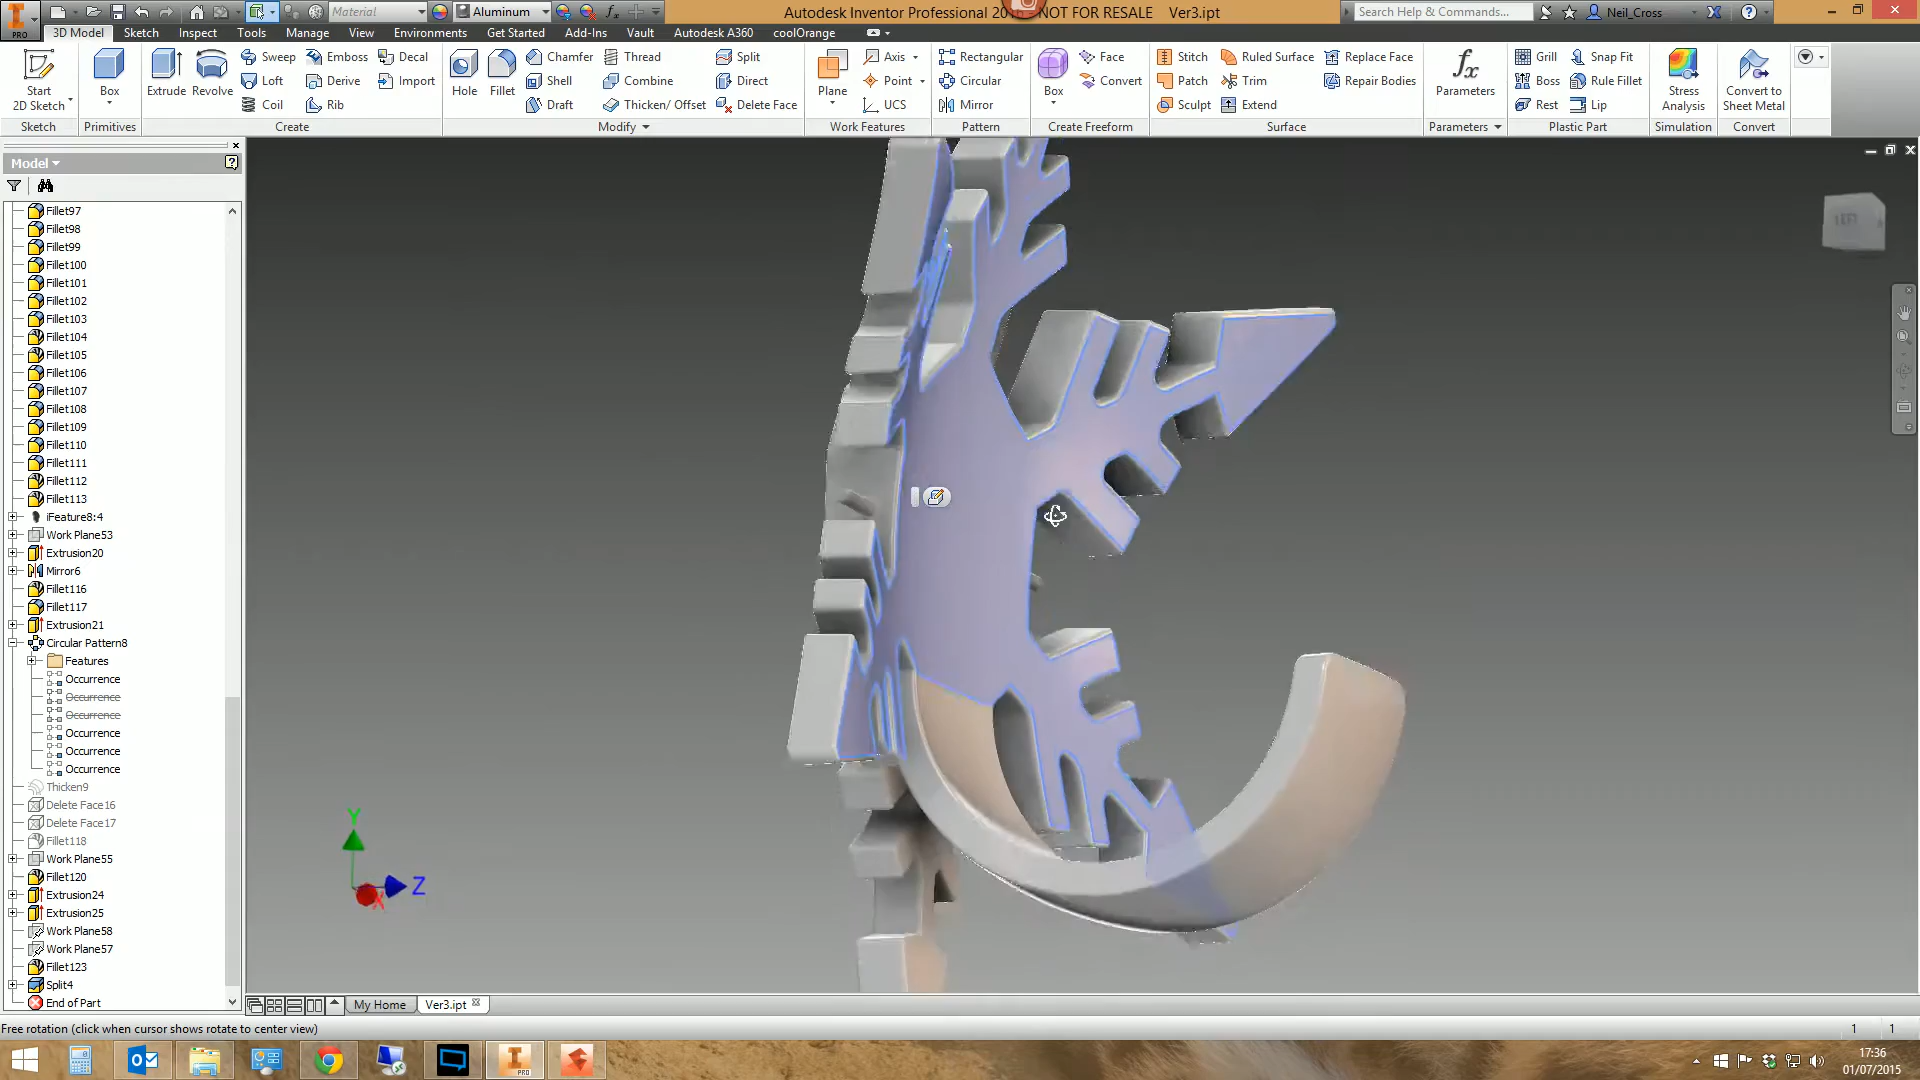 Material
Aluminum
Autodesk Inventor Professional 20
NOT FOR RESALE Ver3.ipt
Search Help & Commands...
Neil_Cross
PRO
3D Model Sketch Inspect Tools Manage View Environments Get Started Add-Ins Vault Autodesk A360 coolOrange
Start
2D Sketch
Box
Extrude
Revolve
Sweep
Loft
Coil
Emboss
Derive
Rib
Decal
Import
Hole
Fillet
Chamfer
Shell
Draft
Thread
Combine
Thicken/ Offset
Split
Direct
Delete Face
Plane
Axis
Point
UCS
Rectangular
Circular
Mirror
Box
Face
Convert
Stitch
Patch
Sculpt
Ruled Surface
Trim
Extend
Replace Face
Repair Bodies
fx
Parameters
Grill
Boss
Rest
Snap Fit
Rule Fillet
Lip
Stress
Analysis
Convert to
Sheet Metal
Sketch Primitives Create Modify Work Features Pattern Create Freeform Surface Parameters Plastic Part Simulation Convert
Model
Fillet97
Fillet98
Fillet99
Fillet100
Fillet101
Fillet102
Fillet103
Fillet104
Fillet105
Fillet106
Fillet107
Fillet108
Fillet109
Fillet110
Fillet111
Fillet112
Fillet113
iFeature8:4
Work Plane53
Extrusion20
Mirror6
Fillet116
Fillet117
Extrusion21
Circular Pattern8
Features
Occurrence
Occurrence
Occurrence
Occurrence
Occurrence
Occurrence
Thicken9
Delete Face16
Delete Face17
Fillet118
Work Plane55
Fillet120
Extrusion24
Extrusion25
Work Plane58
Work Plane57
Fillet123
Split4
End of Part
LEFT
Y
Z
X
My Home
Ver3.ipt
Free rotation (click when cursor shows rotate to center view)
1 1
PRO
17:36
01/07/2015